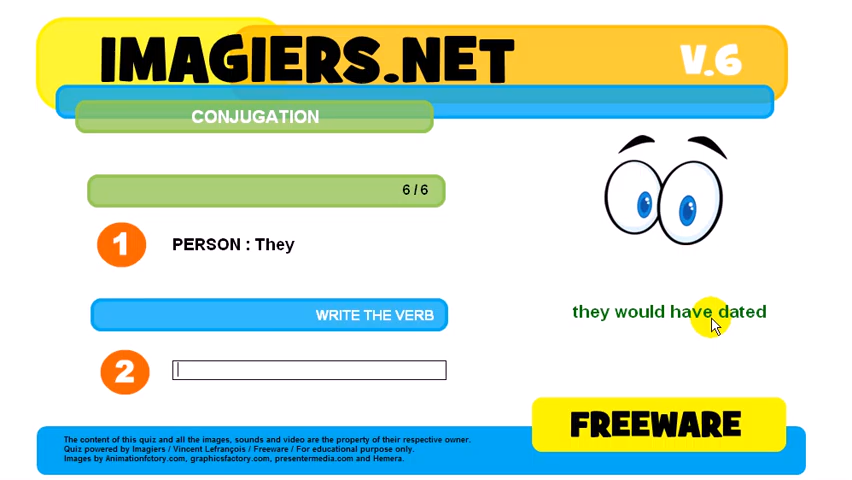 IMAGIERS.NET
V.6
CONJUGATION
6 / 6
1
PERSON : They
they would have dated
WRITE THE VERB
2
FREEWARE
The content of this quiz and all the images, sounds and video are the property of their respective owner.
Quiz powered by Imagiers / Vincent Lefrançois / Freeware / For educational purpose only.
Images by Animationfctory.com, graphicsfactory.com, presentermedia.com and Hemera.